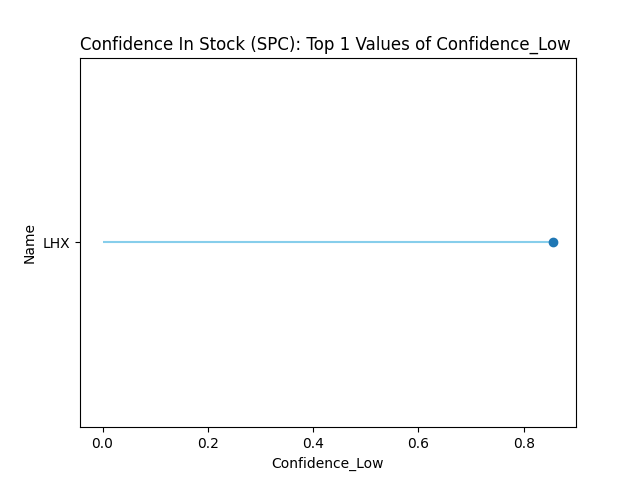 Confidence In Stock (SPC): Top 1 Values of Confidence_Low
Name
LHX
0.0 0.2 0.4 0.6 0.8
Confidence_Low